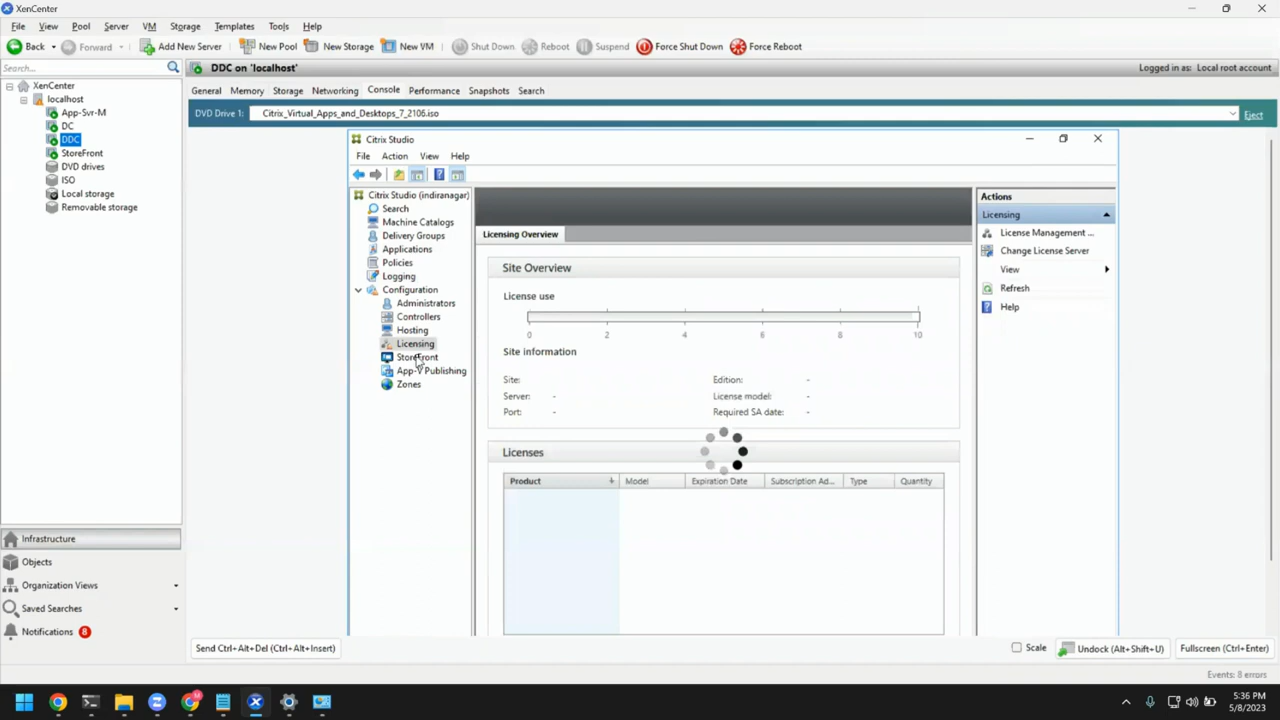 XenCenter
File View Pool Server Storage Templates Tools Help
Back Forward Add New Server New Pool New Storage New VM Shut Down Reboot Suspend Force Shut Down Force Reboot
Search...
DDC on 'localhost' Logged in as: Local root account
XenCenter
localhost
App-Svr-M
DC
DDC
StoreFront
DVD drives
ISO
Local storage
Removable storage
General Memory Storage Networking Console Performance Snapshots Search
DVD Drive 1: Citrix_Virtual_Apps_and_Desktops_7_2106.iso Eject
Citrix Studio
File Action View Help
Citrix Studio (indiranagar)
Search
Machine Catalogs
Delivery Groups
Applications
Policies
Logging
Configuration
Administrators
Controllers
Hosting
Licensing
StoreFront
App-V Publishing
Zones
Licensing Overview
Site Overview
License use
0 2 4 6 8 10
Site information
Site: Edition: -
Server: - License model: -
Port: - Required SA date: -
Licenses
Product Model Expiration Date Subscription Ad... Type Quantity
Actions
Licensing
License Management ...
Change License Server
View
Refresh
Help
Infrastructure
Objects
Organization Views
Saved Searches
Notifications 8
Send Ctrl+Alt+Del (Ctrl+Alt+Insert) Scale Undock (Alt+Shift+U) Fullscreen (Ctrl+Enter)
Events: 8 errors
5:36 PM
5/8/2023